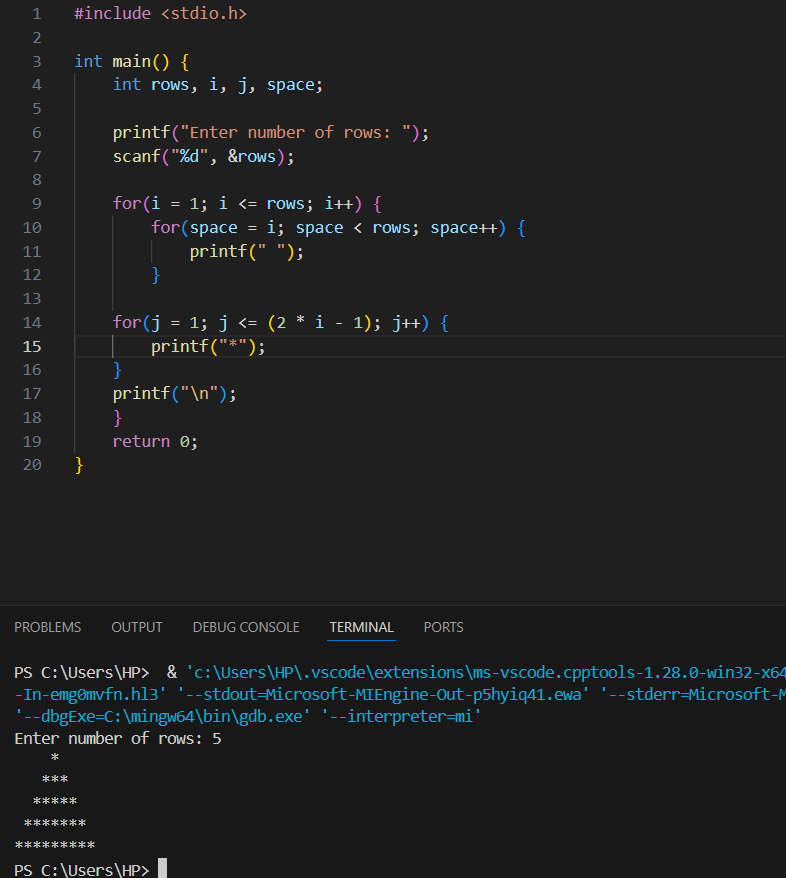 1 #include <stdio.h>
2
3 int main() {
4     int rows, i, j, space;
5
6     printf("Enter number of rows: ");
7     scanf("%d", &rows);
8
9     for(i = 1; i <= rows; i++) {
10         for(space = i; space < rows; space++) {
11             printf(" ");
12         }
13
14     for(j = 1; j <= (2 * i - 1); j++) {
15         printf("*");
16     }
17     printf("\n");
18     }
19     return 0;
20 }
PROBLEMS OUTPUT DEBUG CONSOLE TERMINAL PORTS
PS C:\Users\HP>  & 'c:\Users\HP\.vscode\extensions\ms-vscode.cpptools-1.28.0-win32-x64
-In-emg0mvfn.hl3' '--stdout=Microsoft-MIEngine-Out-p5hyiq41.ewa' '--stderr=Microsoft-M
'--dbgExe=C:\mingw64\bin\gdb.exe' '--interpreter=mi'
Enter number of rows: 5
    *
   ***
  *****
 *******
*********
PS C:\Users\HP>